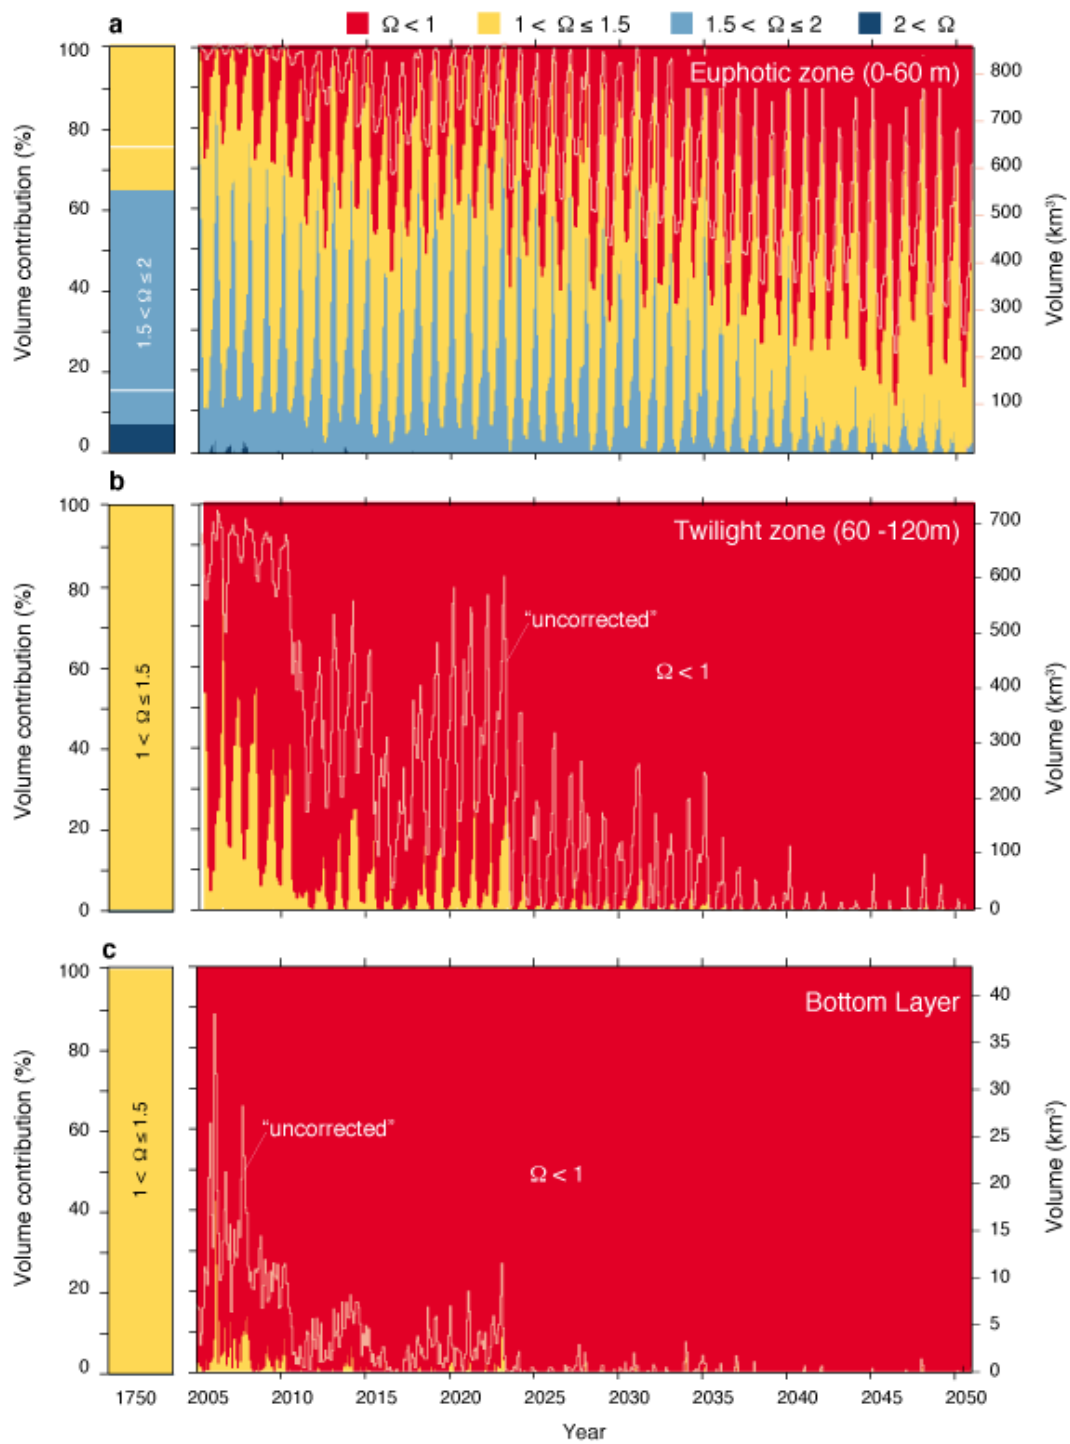 a
Ω < 1 1 < Ω ≤ 1.5 1.5 < Ω ≤ 2 2 < Ω
Euphotic zone (0-60 m)
Volume contribution (%)
100
80
60
40
20
0
1.5 < Ω ≤ 2
800
700
600
500
400
300
200
100
Volume (km³)
b
Twilight zone (60 -120m)
Volume contribution (%)
100
80
60
40
20
0
1 < Ω ≤ 1.5
"uncorrected"
Ω < 1
700
600
500
400
300
200
100
0
Volume (km³)
c
Bottom Layer
Volume contribution (%)
100
80
60
40
20
0
1 < Ω ≤ 1.5
"uncorrected"
Ω < 1
40
35
30
25
20
15
10
5
0
Volume (km³)
1750 2005 2010 2015 2020 2025 2030 2035 2040 2045 2050
Year